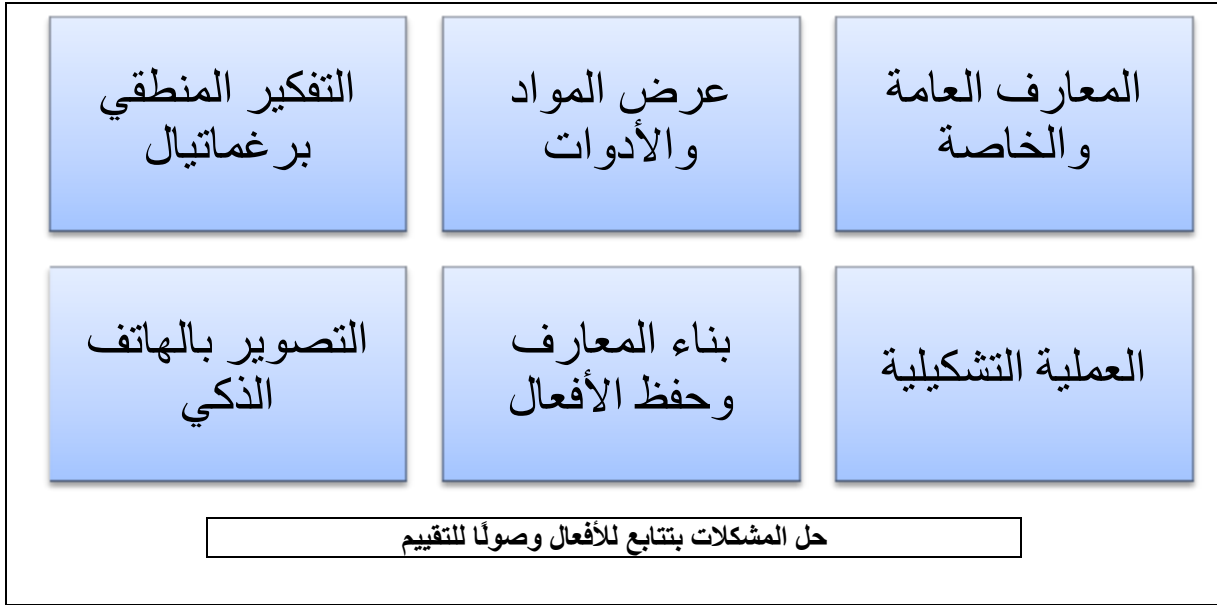 المعارف العامة
والخاصة
عرض المواد
والأدوات
التفكير المنطقي
برغماتيال
العملية التشكيلية
بناء المعارف
وحفظ الأفعال
التصوير بالهاتف
الذكي
حل المشكلات بتتابع للأفعال وصولًا للتقييم